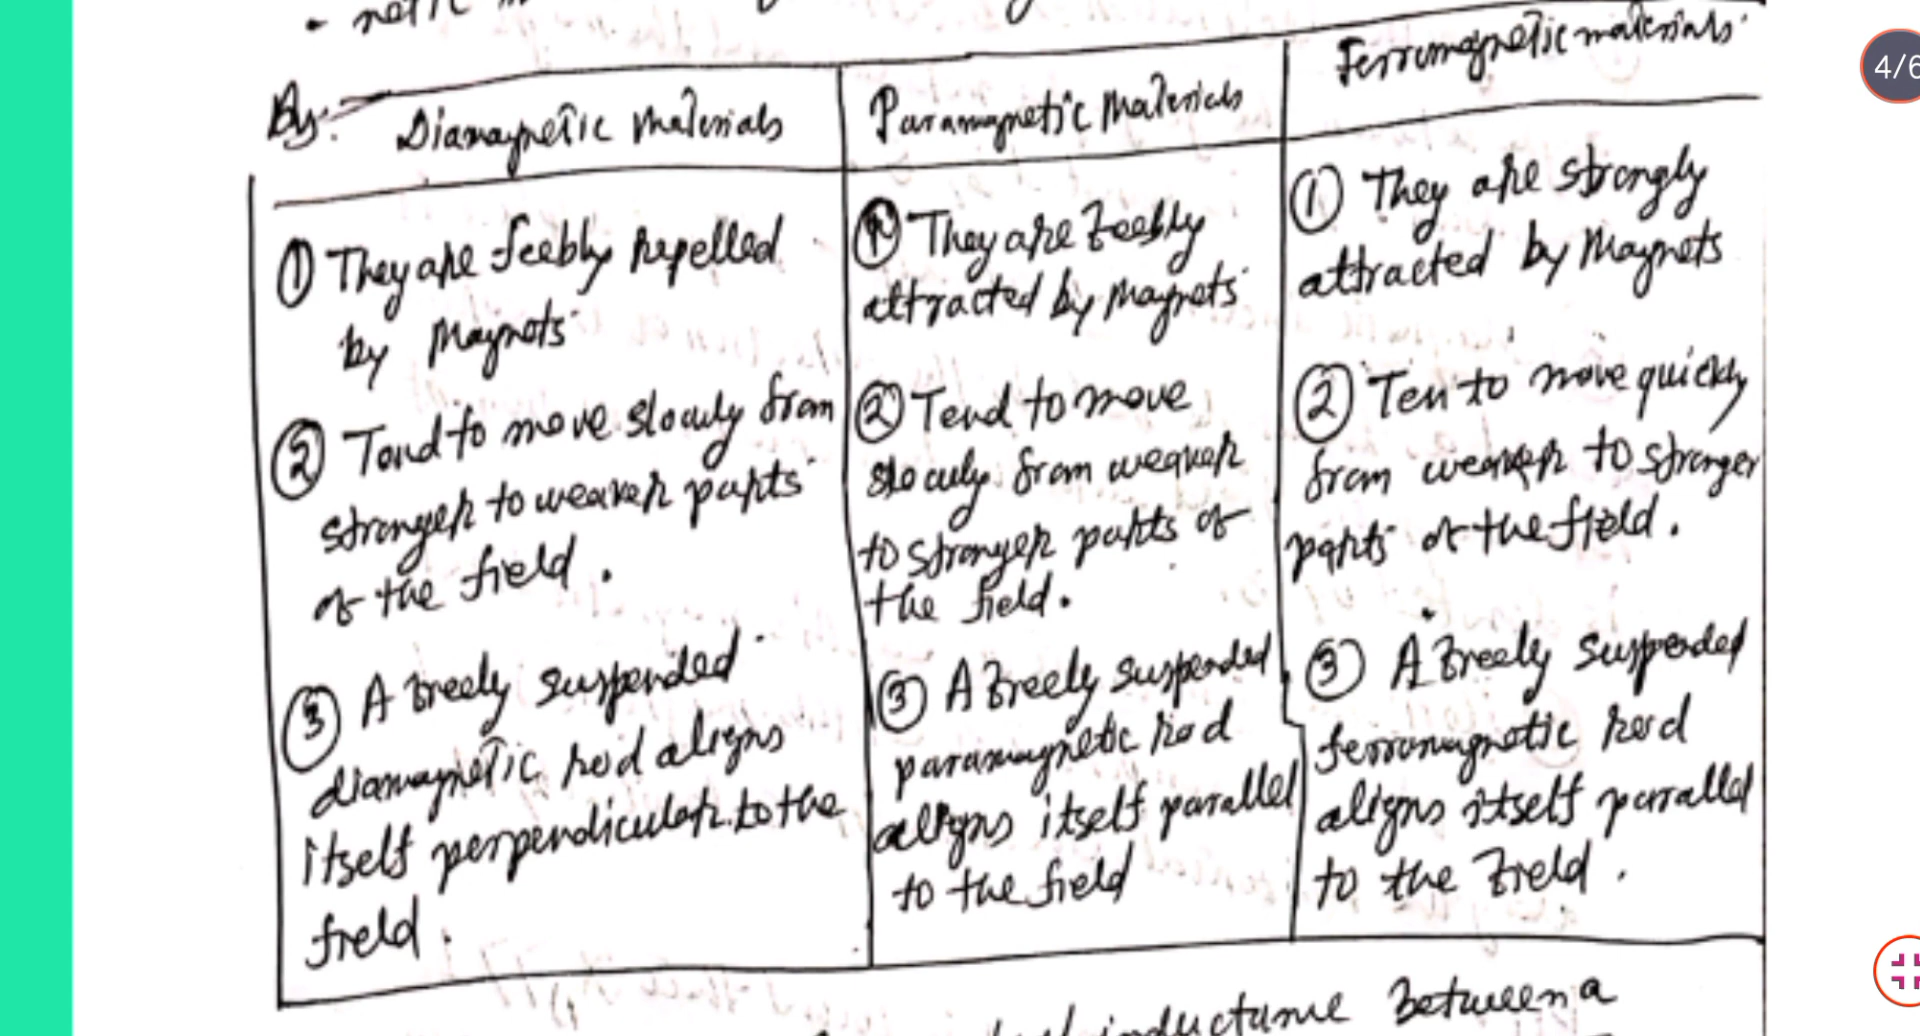 4/6
Ferromagnetic materials
By:
Diamagnetic Materials
Paramagnetic Materials
① They are feebly repelled
by Magnets
② Tend to move slowly from
stronger to weaker parts
of the field.
③ A freely suspended
diamagnetic rod aligns
itself perpendicular to the
field.
① They are feebly
attracted by Magnets
② Tend to move
slowly from weaker
to stronger parts of
the field.
③ A freely suspended
paramagnetic rod
aligns itself parallel
to the field
① They are strongly
attracted by Magnets
② Ten to move quickly
from weaker to stronger
parts of the field.
③ A freely suspended
ferromagnetic rod
aligns itself parallel
to the field.
inductance between a